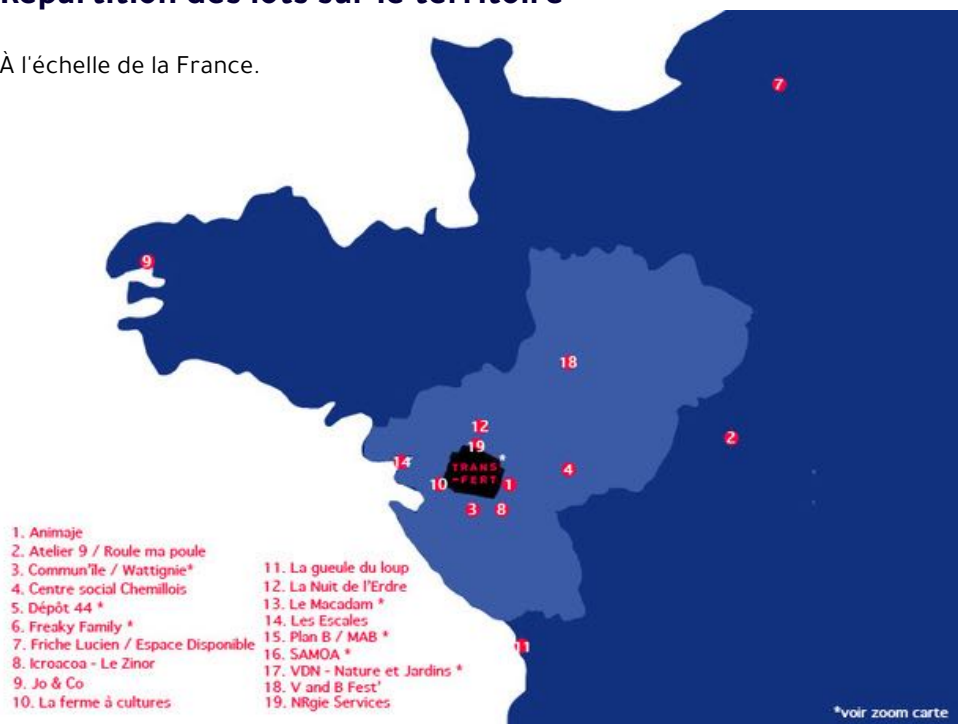 Répartition des lots sur le territoire
À l'échelle de la France.
7
9
18
12
2
19
*
14
TRANS
-FERT
4
10
1
3
8
11
1. Animaje
2. Atelier 9 / Roule ma poule
3. Commun'île / Wattignie*
4. Centre social Chemillois
5. Dépôt 44 *
6. Freaky Family *
7. Friche Lucien / Espace Disponible
8. Icroacoa - Le Zinor
9. Jo & Co
10. La ferme à cultures
11. La gueule du loup
12. La Nuit de l'Erdre
13. Le Macadam *
14. Les Escales
15. Plan B / MAB *
16. SAMOA *
17. VDN - Nature et Jardins *
18. V and B Fest'
19. NRgie Services
*voir zoom carte